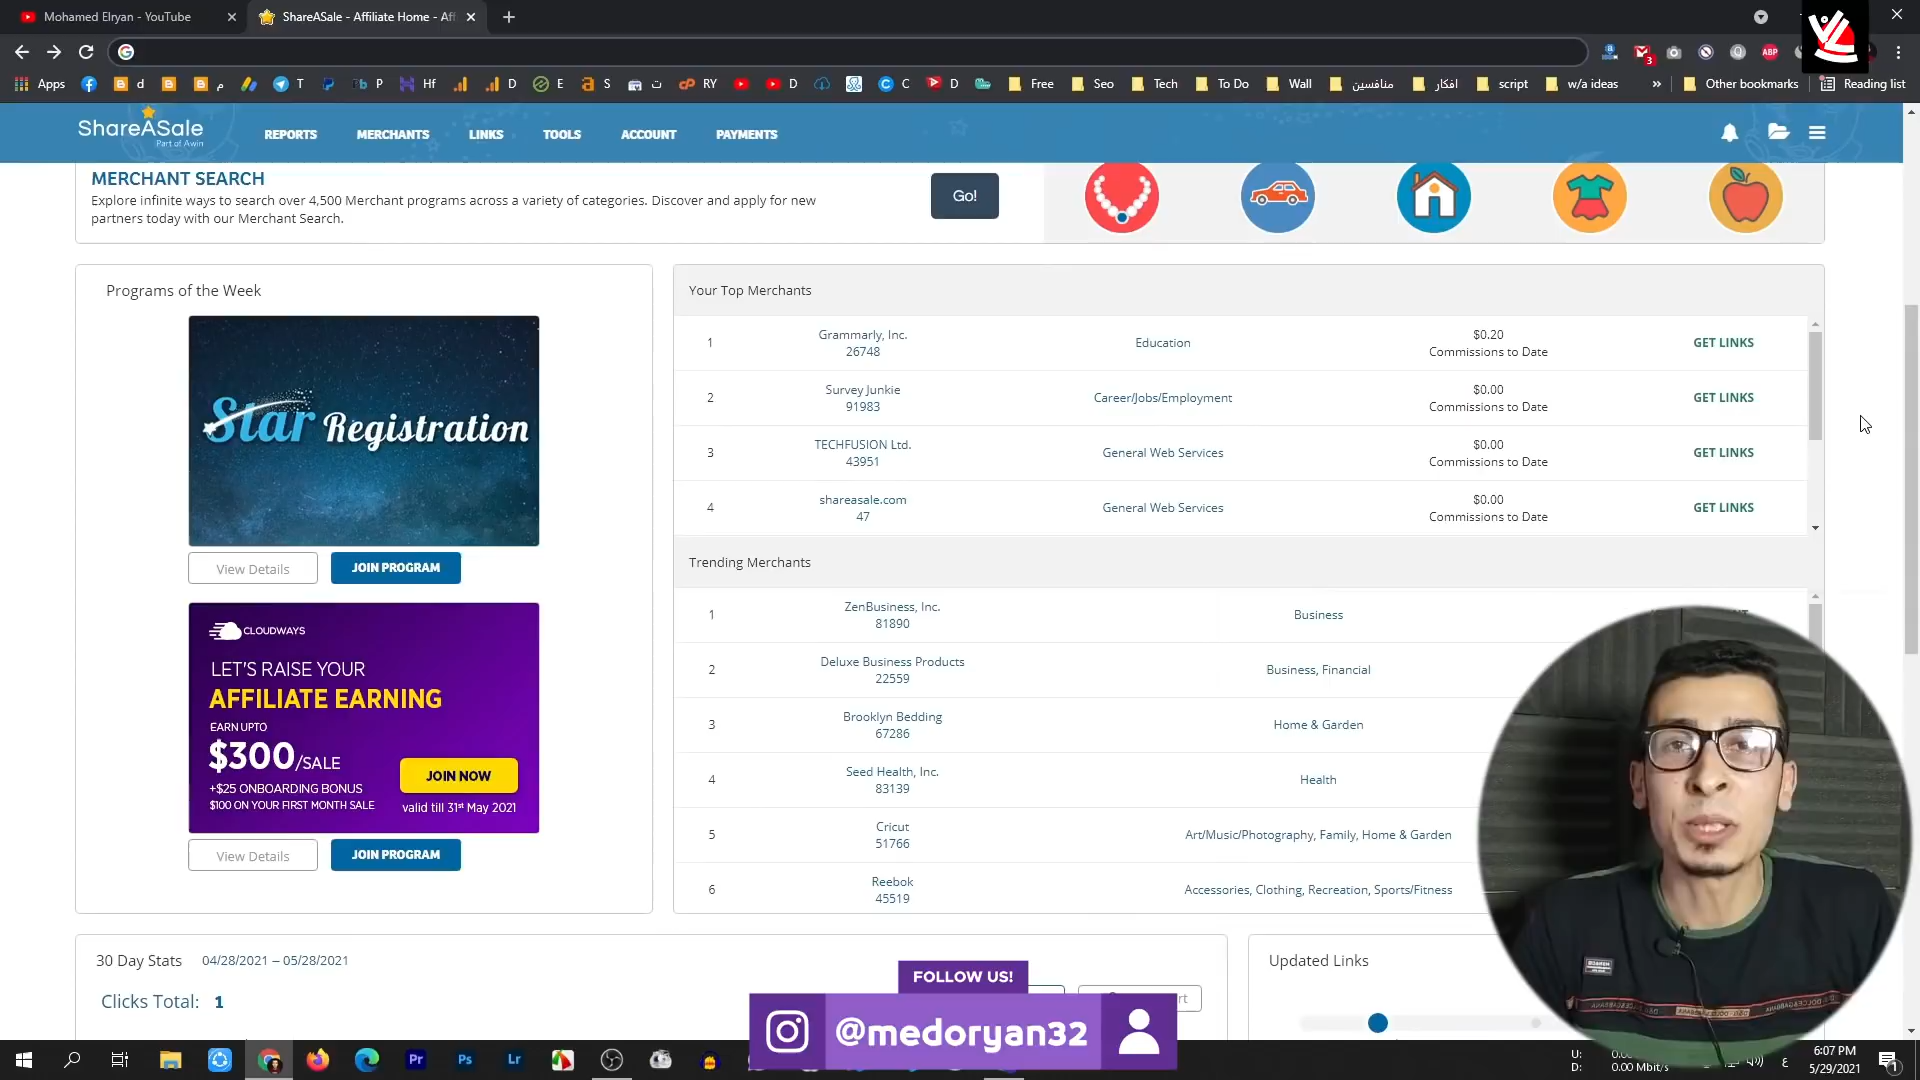 Mohamed Elryan - YouTube
ShareASale - Affiliate Home - Aff
Apps
d
م
T
P
Hf
D
E
S
ت
RY
D
C
D
Free
Seo
Tech
To Do
Wall
منافسين
افكار
script
w/a ideas
»
Other bookmarks
Reading list
ABP
3
ShareASale
Part of Awin
REPORTS
MERCHANTS
LINKS
TOOLS
ACCOUNT
PAYMENTS
MERCHANT SEARCH
Explore infinite ways to search over 4,500 Merchant programs across a variety of categories. Discover and apply for new
partners today with our Merchant Search.
Go!
Programs of the Week
Star Registration
View Details
JOIN PROGRAM
CLOUDWAYS
LET'S RAISE YOUR
AFFILIATE EARNING
EARN UPTO
$300/SALE
+$25 ONBOARDING BONUS
$100 ON YOUR FIRST MONTH SALE
JOIN NOW
valid till 31st May 2021
View Details
JOIN PROGRAM
Your Top Merchants
1 Grammarly, Inc. 26748 Education $0.20 Commissions to Date GET LINKS
2 Survey Junkie 91983 Career/Jobs/Employment $0.00 Commissions to Date GET LINKS
3 TECHFUSION Ltd. 43951 General Web Services $0.00 Commissions to Date GET LINKS
4 shareasale.com 47 General Web Services $0.00 Commissions to Date GET LINKS
Trending Merchants
1 ZenBusiness, Inc. 81890 Business
2 Deluxe Business Products 22559 Business, Financial
3 Brooklyn Bedding 67286 Home & Garden
4 Seed Health, Inc. 83139 Health
5 Cricut 51766 Art/Music/Photography, Family, Home & Garden
6 Reebok 45519 Accessories, Clothing, Recreation, Sports/Fitness
30 Day Stats 04/28/2021 – 05/28/2021
Clicks Total: 1
Updated Links
FOLLOW US!
@medoryan32
Pr
Ps
Lr
U:
D: 0.00 Mbit/s
ع
6:07 PM
5/29/2021
1